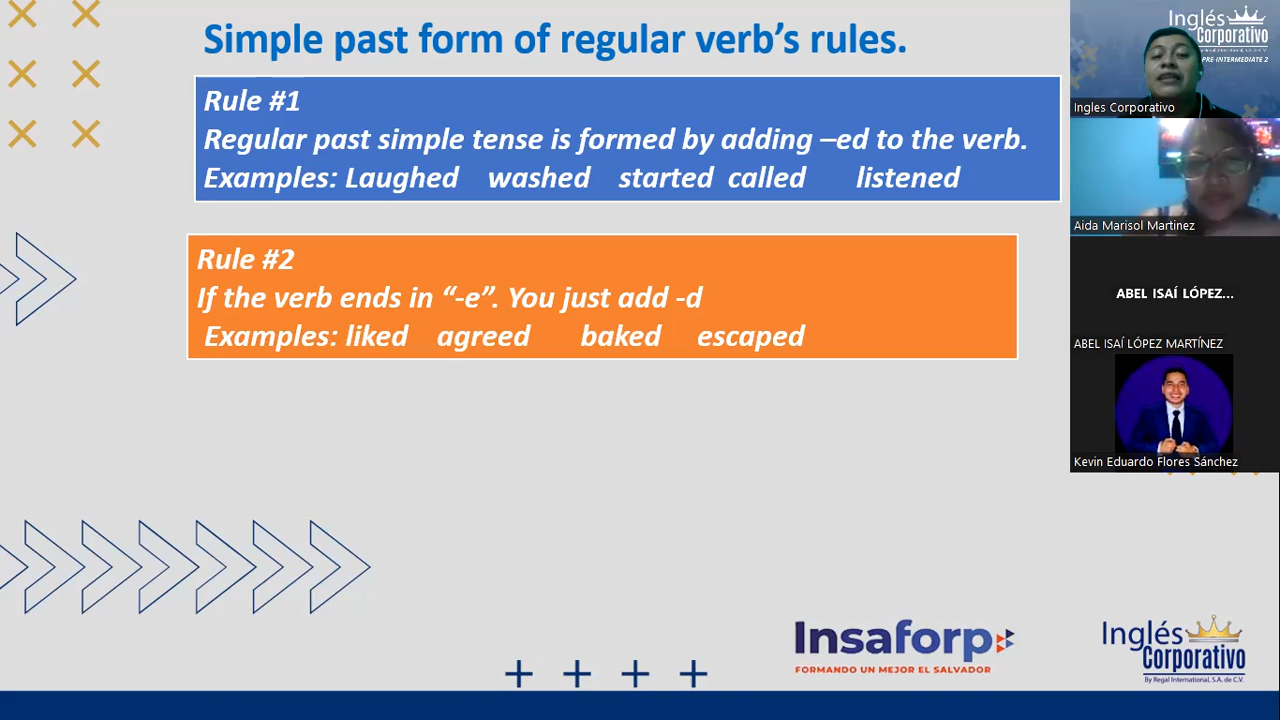 Simple past form of regular verb's rules.
Rule #1
Regular past simple tense is formed by adding –ed to the verb.
Examples: Laughed washed started called listened
Rule #2
If the verb ends in “-e”. You just add -d
Examples: liked agreed baked escaped
Inglés
Corporativo
PRE-INTERMEDIATE 2
Ingles Corporativo
Aida Marisol Martinez
ABEL ISAÍ LÓPEZ...
ABEL ISAÍ LÓPEZ MARTÍNEZ
Kevin Eduardo Flores Sánchez
Insaforp
FORMANDO UN MEJOR EL SALVADOR
Inglés
Corporativo
By Regal International, S.A. de C.V.